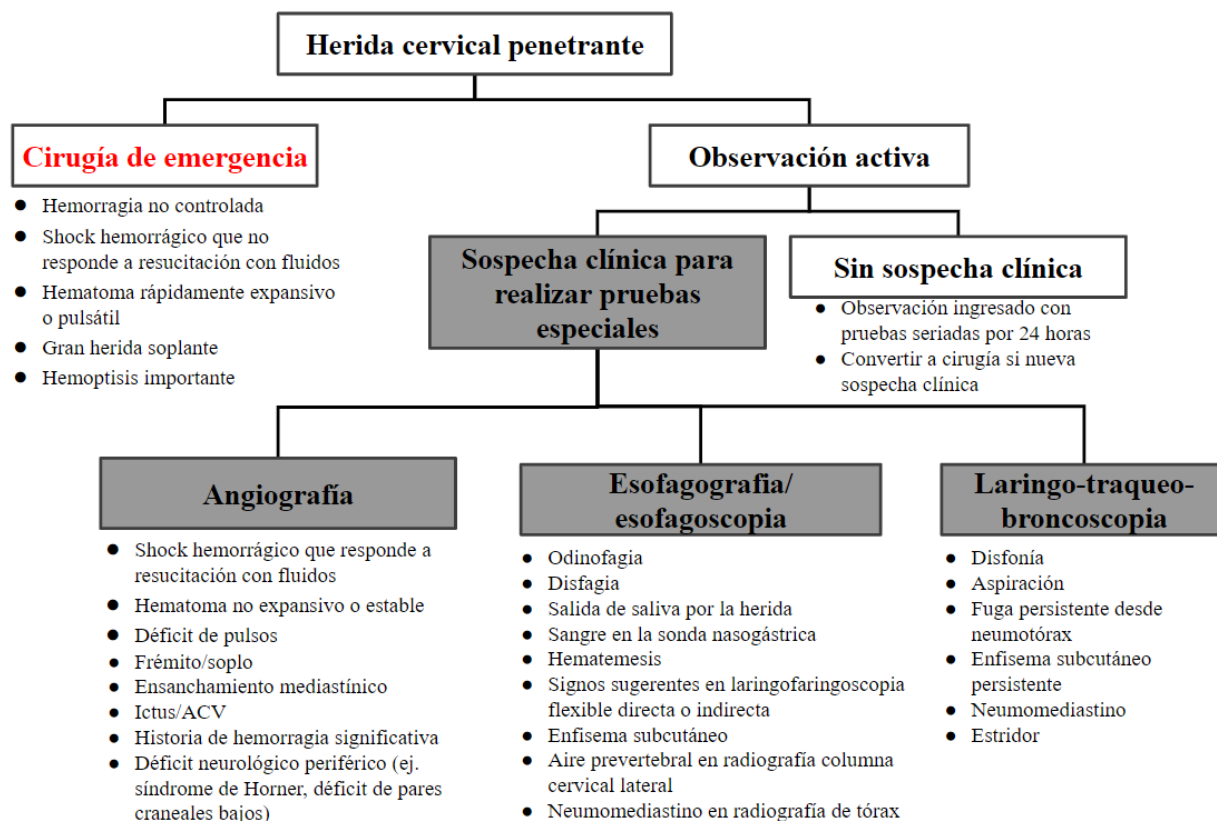 Herida cervical penetrante
Cirugía de emergencia
● Hemorragia no controlada
● Shock hemorrágico que no
responde a resucitación con fluidos
● Hematoma rápidamente expansivo
o pulsátil
● Gran herida soplante
● Hemoptisis importante
Observación activa
Sospecha clínica para
realizar pruebas
especiales
Sin sospecha clínica
● Observación ingresado con
pruebas seriadas por 24 horas
● Convertir a cirugía si nueva
sospecha clínica
Angiografía
● Shock hemorrágico que responde a
resucitación con fluidos
● Hematoma no expansivo o estable
● Déficit de pulsos
● Frémito/soplo
● Ensanchamiento mediastínico
● Ictus/ACV
● Historia de hemorragia significativa
● Déficit neurológico periférico (ej.
síndrome de Horner, déficit de pares
craneales bajos)
Esofagografia/
esofagoscopia
● Odinofagia
● Disfagia
● Salida de saliva por la herida
● Sangre en la sonda nasogástrica
● Hematemesis
● Signos sugerentes en laringofaringoscopia
flexible directa o indirecta
● Enfisema subcutáneo
● Aire prevertebral en radiografía columna
cervical lateral
● Neumomediastino en radiografía de tórax
Laringo-traqueo-
broncoscopia
● Disfonía
● Aspiración
● Fuga persistente desde
neumotórax
● Enfisema subcutáneo
persistente
● Neumomediastino
● Estridor